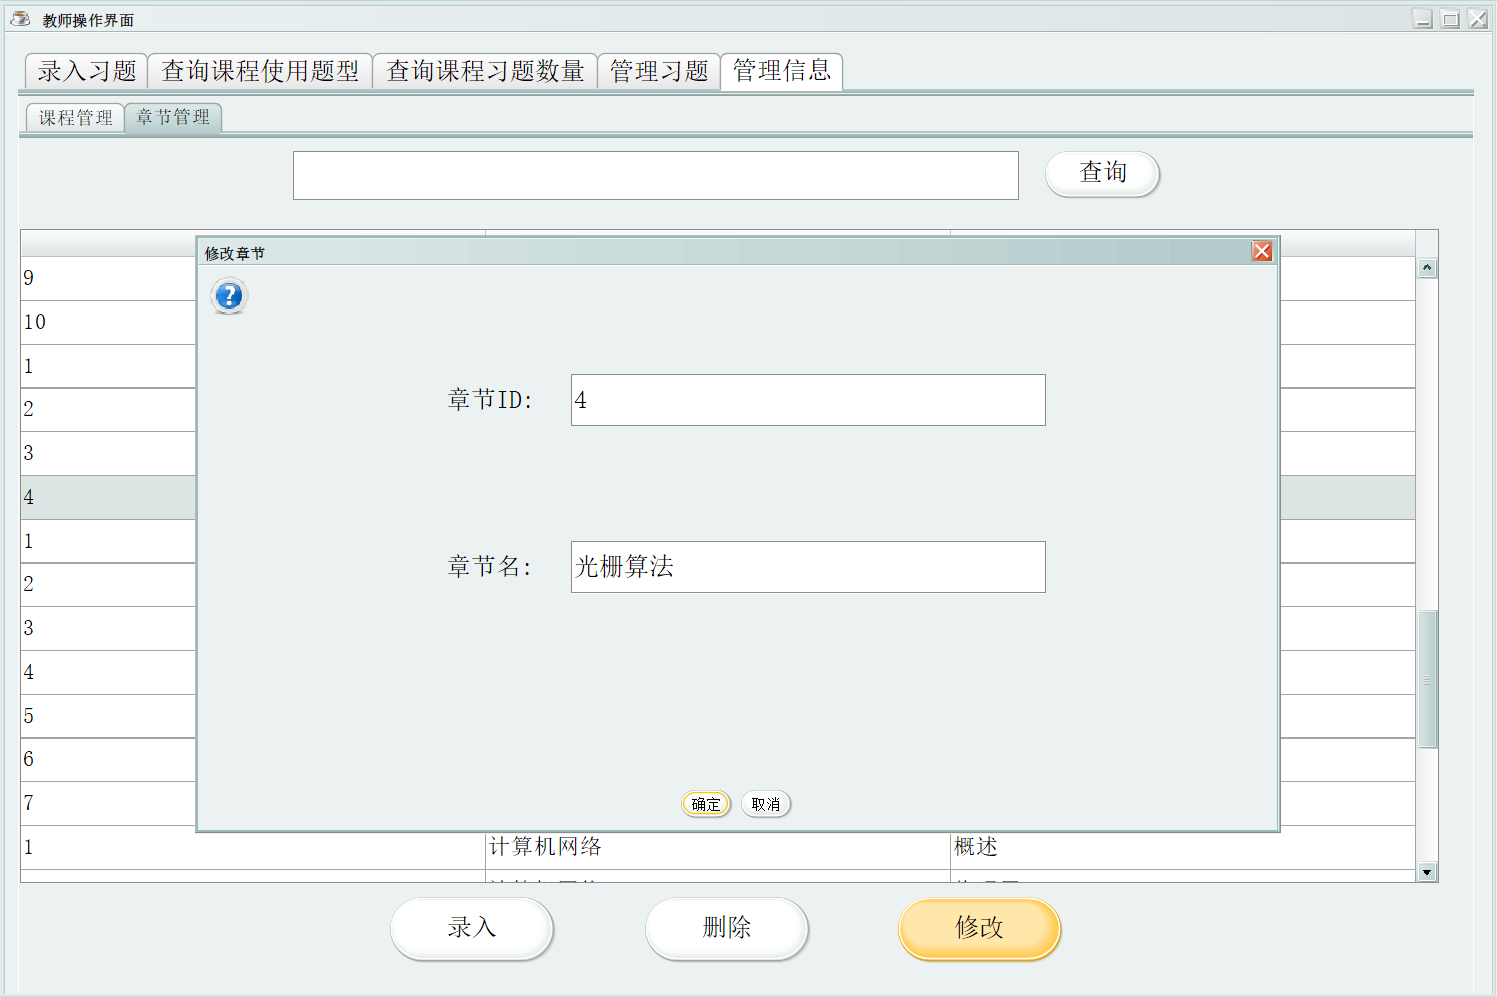 教师操作界面
录入习题 查询课程使用题型 查询课程习题数量 管理习题 管理信息
课程管理 章节管理
查询
修改章节
9
10
1
章节ID: 4
2
3
4
1
章节名: 光栅算法
2
3
4
5
6
7
确定 取消
1 计算机网络 概述
录入 删除 修改